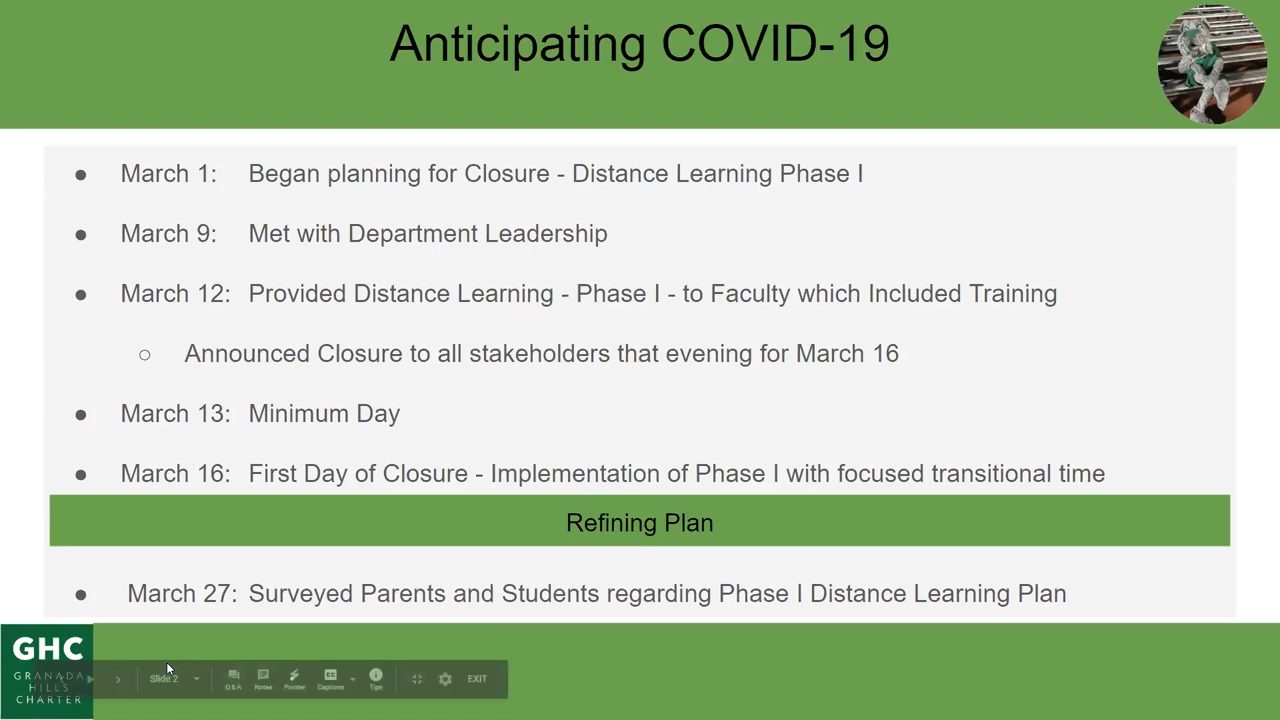 Anticipating COVID-19
● March 1: Began planning for Closure - Distance Learning Phase I
● March 9: Met with Department Leadership
● March 12: Provided Distance Learning - Phase I - to Faculty which Included Training
○ Announced Closure to all stakeholders that evening for March 16
● March 13: Minimum Day
● March 16: First Day of Closure - Implementation of Phase I with focused transitional time
Refining Plan
● March 27: Surveyed Parents and Students regarding Phase I Distance Learning Plan
GHC
GRANADA
HILLS
CHARTER
Slide 2
Q&A
Notes
Pointer
Captions
Tips
EXIT